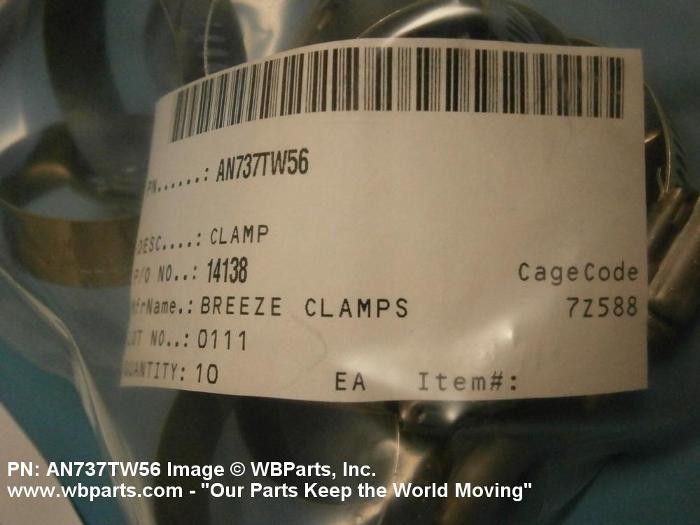 PN......: AN737TW56
DESC....: CLAMP
P/O NO..: 14138
CageCode
MfrName.: BREEZE CLAMPS
7Z588
LOT NO..: 0111
QUANTITY: 10 EA Item#:
PN: AN737TW56 Image © WBParts, Inc.
www.wbparts.com - "Our Parts Keep the World Moving"